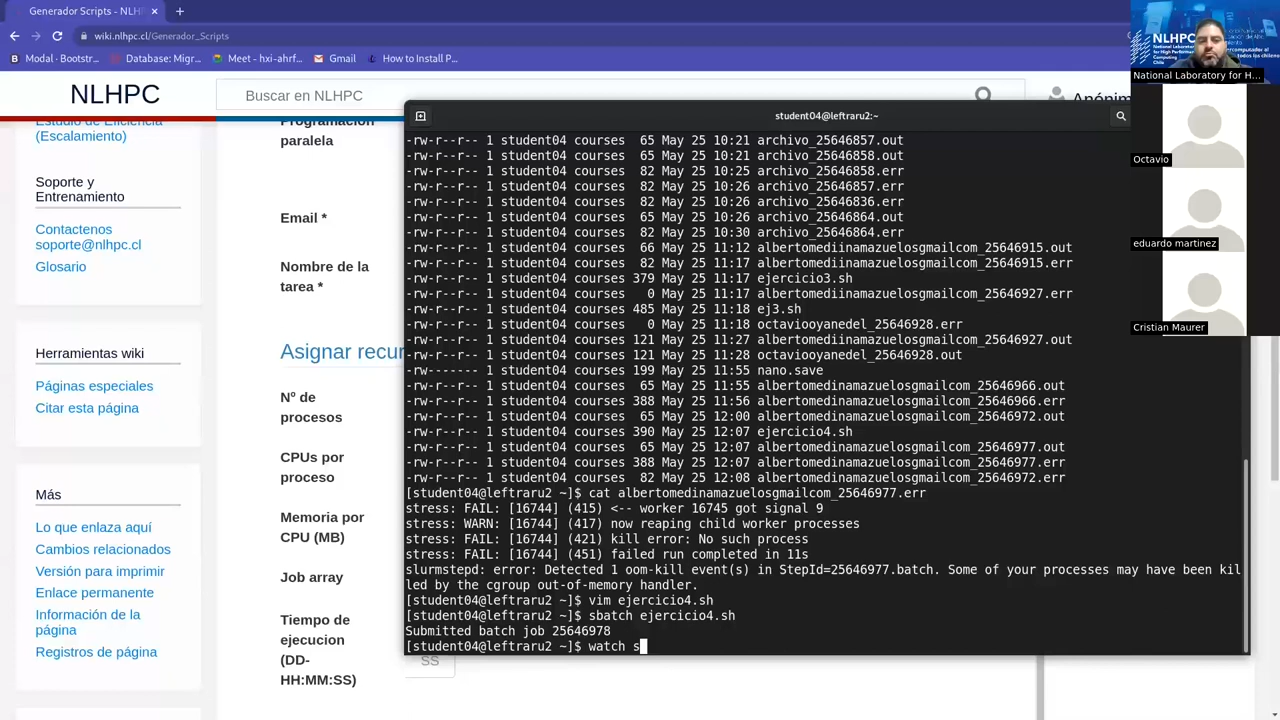 Generador Scripts - NLH
wiki.nlhpc.cl/Generador_Scripts
Modal · Bootstr...
Database: Migr...
Meet - hxi-ahrf...
Gmail
How to Install P...
NLHPC
Buscar en NLHPC
Anónim
Estudio de Eficiencia
(Escalamiento)
Soporte y
Entrenamiento
Contactenos
soporte@nlhpc.cl
Glosario
Herramientas wiki
Páginas especiales
Citar esta página
Más
Lo que enlaza aquí
Cambios relacionados
Versión para imprimir
Enlace permanente
Información de la
página
Registros de página
Programación
paralela
Email *
Nombre de la
tarea *
Asignar recur
Nº de
procesos
CPUs por
proceso
Memoria por
CPU (MB)
Job array
Tiempo de
ejecucion
(DD-
HH:MM:SS)
SS
student04@leftraru2:~
-rw-r--r-- 1 student04 courses  65 May 25 10:21 archivo_25646857.out
-rw-r--r-- 1 student04 courses  65 May 25 10:21 archivo_25646858.out
-rw-r--r-- 1 student04 courses  82 May 25 10:25 archivo_25646858.err
-rw-r--r-- 1 student04 courses  82 May 25 10:26 archivo_25646857.err
-rw-r--r-- 1 student04 courses  82 May 25 10:26 archivo_25646836.err
-rw-r--r-- 1 student04 courses  65 May 25 10:26 archivo_25646864.out
-rw-r--r-- 1 student04 courses  82 May 25 10:30 archivo_25646864.err
-rw-r--r-- 1 student04 courses  66 May 25 11:12 albertomediinamazuelosgmailcom_25646915.out
-rw-r--r-- 1 student04 courses  82 May 25 11:17 albertomediinamazuelosgmailcom_25646915.err
-rw-r--r-- 1 student04 courses 379 May 25 11:17 ejercicio3.sh
-rw-r--r-- 1 student04 courses   0 May 25 11:17 albertomediinamazuelosgmailcom_25646927.err
-rw-r--r-- 1 student04 courses 485 May 25 11:18 ej3.sh
-rw-r--r-- 1 student04 courses   0 May 25 11:18 octaviooyanedel_25646928.err
-rw-r--r-- 1 student04 courses 121 May 25 11:27 albertomediinamazuelosgmailcom_25646927.out
-rw-r--r-- 1 student04 courses 121 May 25 11:28 octaviooyanedel_25646928.out
-rw------- 1 student04 courses 199 May 25 11:55 nano.save
-rw-r--r-- 1 student04 courses  65 May 25 11:55 albertomedinamazuelosgmailcom_25646966.out
-rw-r--r-- 1 student04 courses 388 May 25 11:56 albertomedinamazuelosgmailcom_25646966.err
-rw-r--r-- 1 student04 courses  65 May 25 12:00 albertomedinamazuelosgmailcom_25646972.out
-rw-r--r-- 1 student04 courses 390 May 25 12:07 ejercicio4.sh
-rw-r--r-- 1 student04 courses  65 May 25 12:07 albertomedinamazuelosgmailcom_25646977.out
-rw-r--r-- 1 student04 courses 388 May 25 12:07 albertomedinamazuelosgmailcom_25646977.err
-rw-r--r-- 1 student04 courses  82 May 25 12:08 albertomedinamazuelosgmailcom_25646972.err
[student04@leftraru2 ~]$ cat albertomedinamazuelosgmailcom_25646977.err
stress: FAIL: [16744] (415) <-- worker 16745 got signal 9
stress: WARN: [16744] (417) now reaping child worker processes
stress: FAIL: [16744] (421) kill error: No such process
stress: FAIL: [16744] (451) failed run completed in 11s
slurmstepd: error: Detected 1 oom-kill event(s) in StepId=25646977.batch. Some of your processes may have been kil
led by the cgroup out-of-memory handler.
[student04@leftraru2 ~]$ vim ejercicio4.sh
[student04@leftraru2 ~]$ sbatch ejercicio4.sh
Submitted batch job 25646978
[student04@leftraru2 ~]$ watch s
NLHPC
National Laboratory
for High Performance
Computing
Chile
National Laboratory for H...
Octavio
eduardo martinez
Cristian Maurer